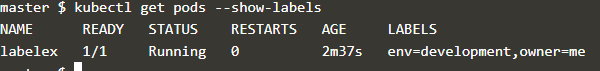 master $ kubectl get pods --show-labels
NAME READY STATUS RESTARTS AGE LABELS
labelex 1/1 Running 0 2m37s env=development,owner=me
master $